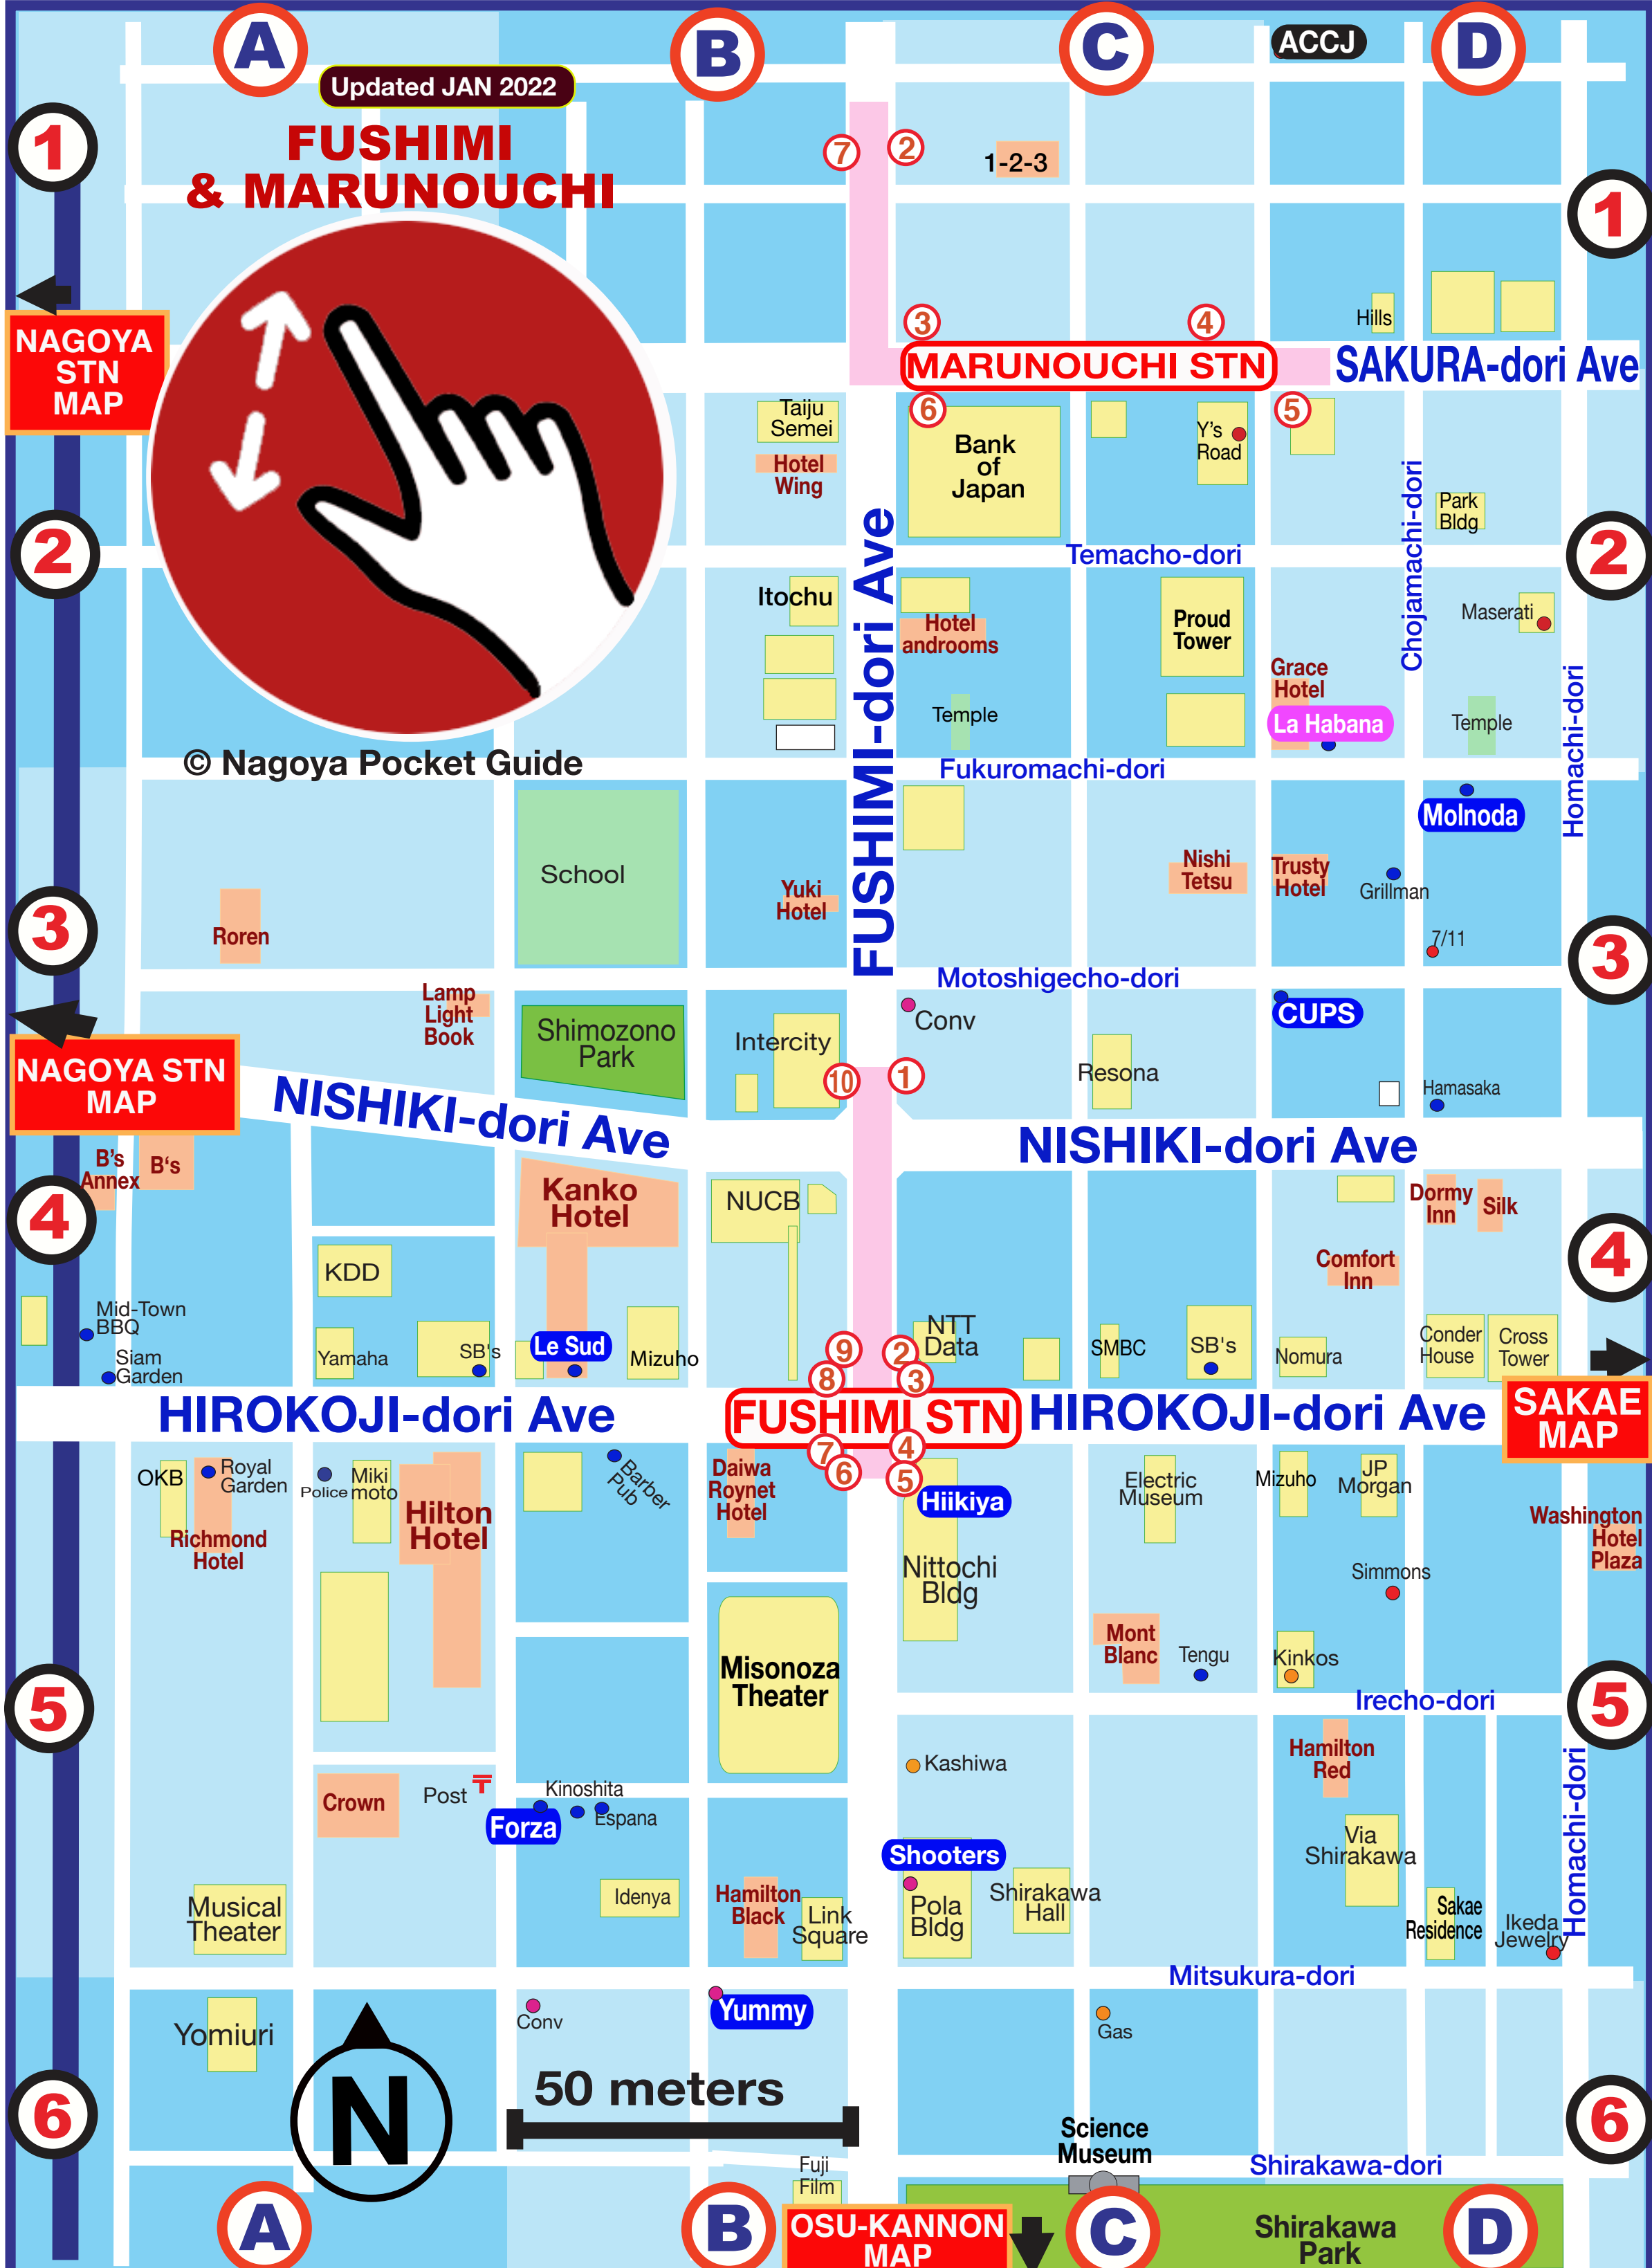 A
B
C
ACCJ
D
Updated JAN 2022
1
FUSHIMI
& MARUNOUCHI
7
2
1-2-3
1
NAGOYA
STN
MAP
3
4
Hills
MARUNOUCHI STN
SAKURA-dori Ave
Taiju
Semei
6
5
Hotel
Wing
Bank
of
Japan
Y's
Road
Park
Bldg
2
Temacho-dori
Chojamachi-dori
2
FUSHIMI-dori Ave
Itochu
Hotel
androoms
Proud
Tower
Maserati
Grace
Hotel
Temple
La Habana
Temple
Homachi-dori
© Nagoya Pocket Guide
Fukuromachi-dori
Molnoda
School
Yuki
Hotel
Nishi
Tetsu
Trusty
Hotel
Grillman
Roren
3
7/11
3
Motoshigecho-dori
Lamp
Light
Book
Shimozono
Park
Intercity
Conv
CUPS
NAGOYA STN
MAP
10
1
Resona
Hamasaka
NISHIKI-dori Ave
NISHIKI-dori Ave
B's
Annex
B's
4
Kanko
Hotel
NUCB
Dormy
Inn
Silk
4
KDD
Comfort
Inn
Mid-Town
BBQ
Siam
Garden
Yamaha
SB's
Le Sud
Mizuho
9
8
2
3
NTT
Data
SMBC
SB's
Nomura
Conder
House
Cross
Tower
HIROKOJI-dori Ave
FUSHIMI STN
HIROKOJI-dori Ave
SAKAE
MAP
7
6
4
5
OKB
Royal
Garden
Richmond
Hotel
Police
Miki
moto
Hilton
Hotel
Barber
Pub
Daiwa
Roynet
Hotel
Hiikiya
Nittochi
Bldg
Electric
Museum
Mizuho
JP
Morgan
Washington
Hotel
Plaza
Simmons
Mont
Blanc
Tengu
Kinkos
Misonoza
Theater
5
Irecho-dori
5
Kashiwa
Hamilton
Red
Homachi-dori
Crown
Post
Kinoshita
Forza
Espana
Shooters
Via
Shirakawa
Musical
Theater
Idenya
Hamilton
Black
Link
Square
Pola
Bldg
Shirakawa
Hall
Sakae
Residence
Ikeda
Jewelry
Mitsukura-dori
Yomiuri
Conv
Yummy
Gas
N
50 meters
6
6
Science
Museum
Fuji
Film
Shirakawa-dori
A
B
OSU-KANNON
MAP
C
Shirakawa
Park
D